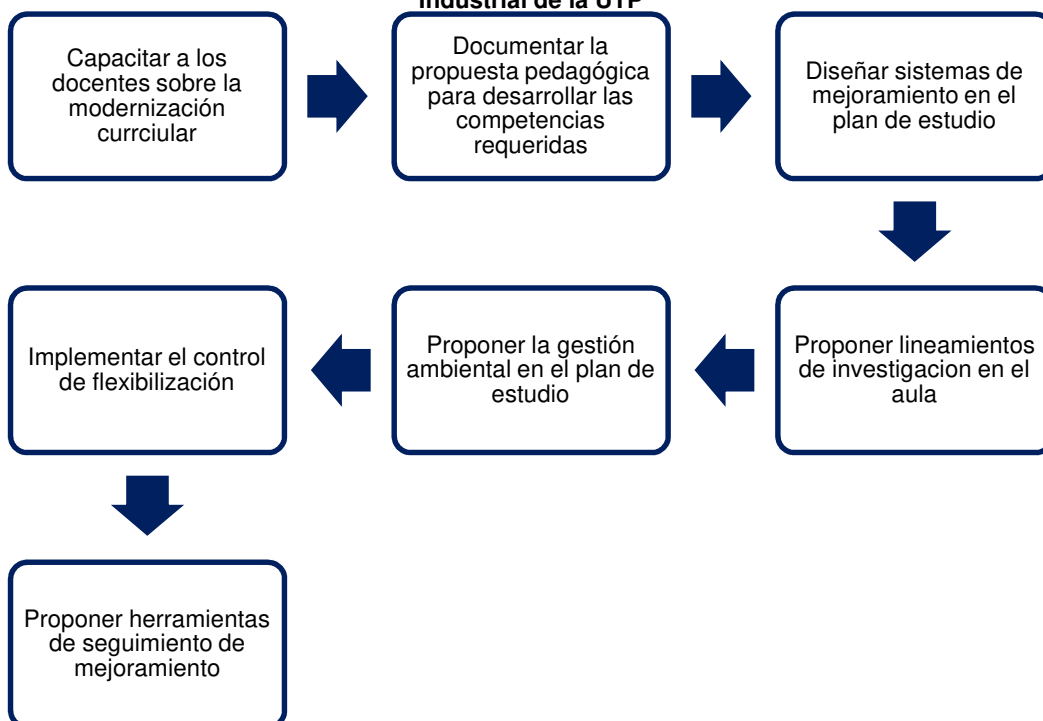 Industrial de la UTP
Capacitar a los
docentes sobre la
modernización
currciular
Documentar la
propuesta pedagógica
para desarrollar las
competencias
requeridas
Diseñar sistemas de
mejoramiento en el
plan de estudio
Proponer lineamientos
de investigacion en el
aula
Proponer la gestión
ambiental en el plan de
estudio
Implementar el control
de flexibilización
Proponer herramientas
de seguimiento de
mejoramiento